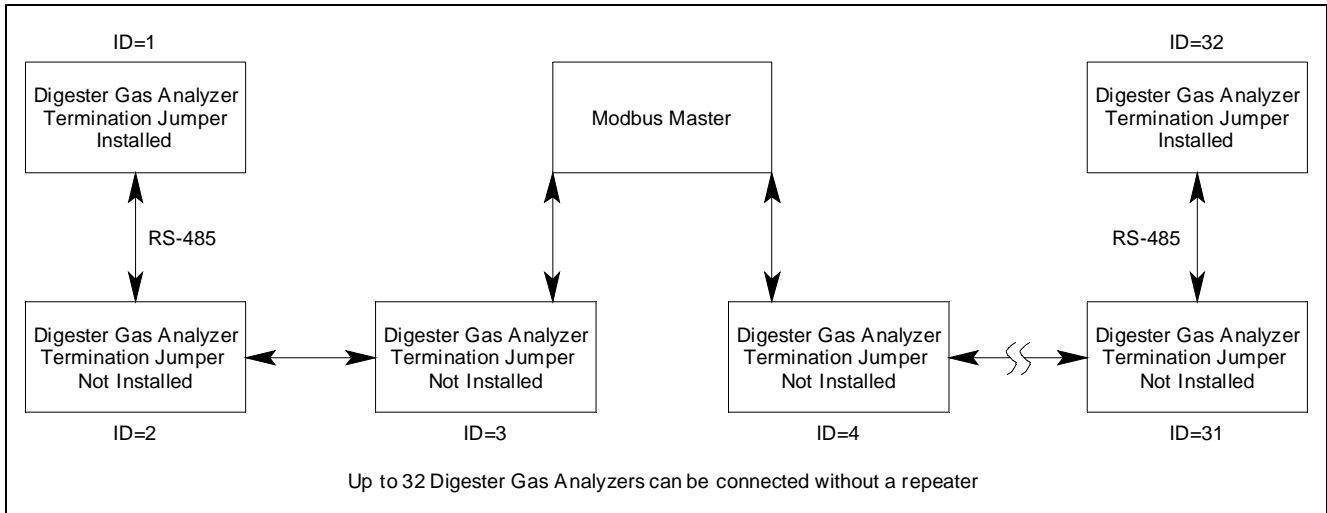 ID=1
Digester Gas Analyzer
Termination Jumper
Installed
Modbus Master
ID=32
Digester Gas Analyzer
Termination Jumper
Installed
RS-485
RS-485
Digester Gas Analyzer
Termination Jumper
Not Installed
ID=2
Digester Gas Analyzer
Termination Jumper
Not Installed
ID=3
Digester Gas Analyzer
Termination Jumper
Not Installed
ID=4
Digester Gas Analyzer
Termination Jumper
Not Installed
ID=31
Up to 32 Digester Gas Analyzers can be connected without a repeater